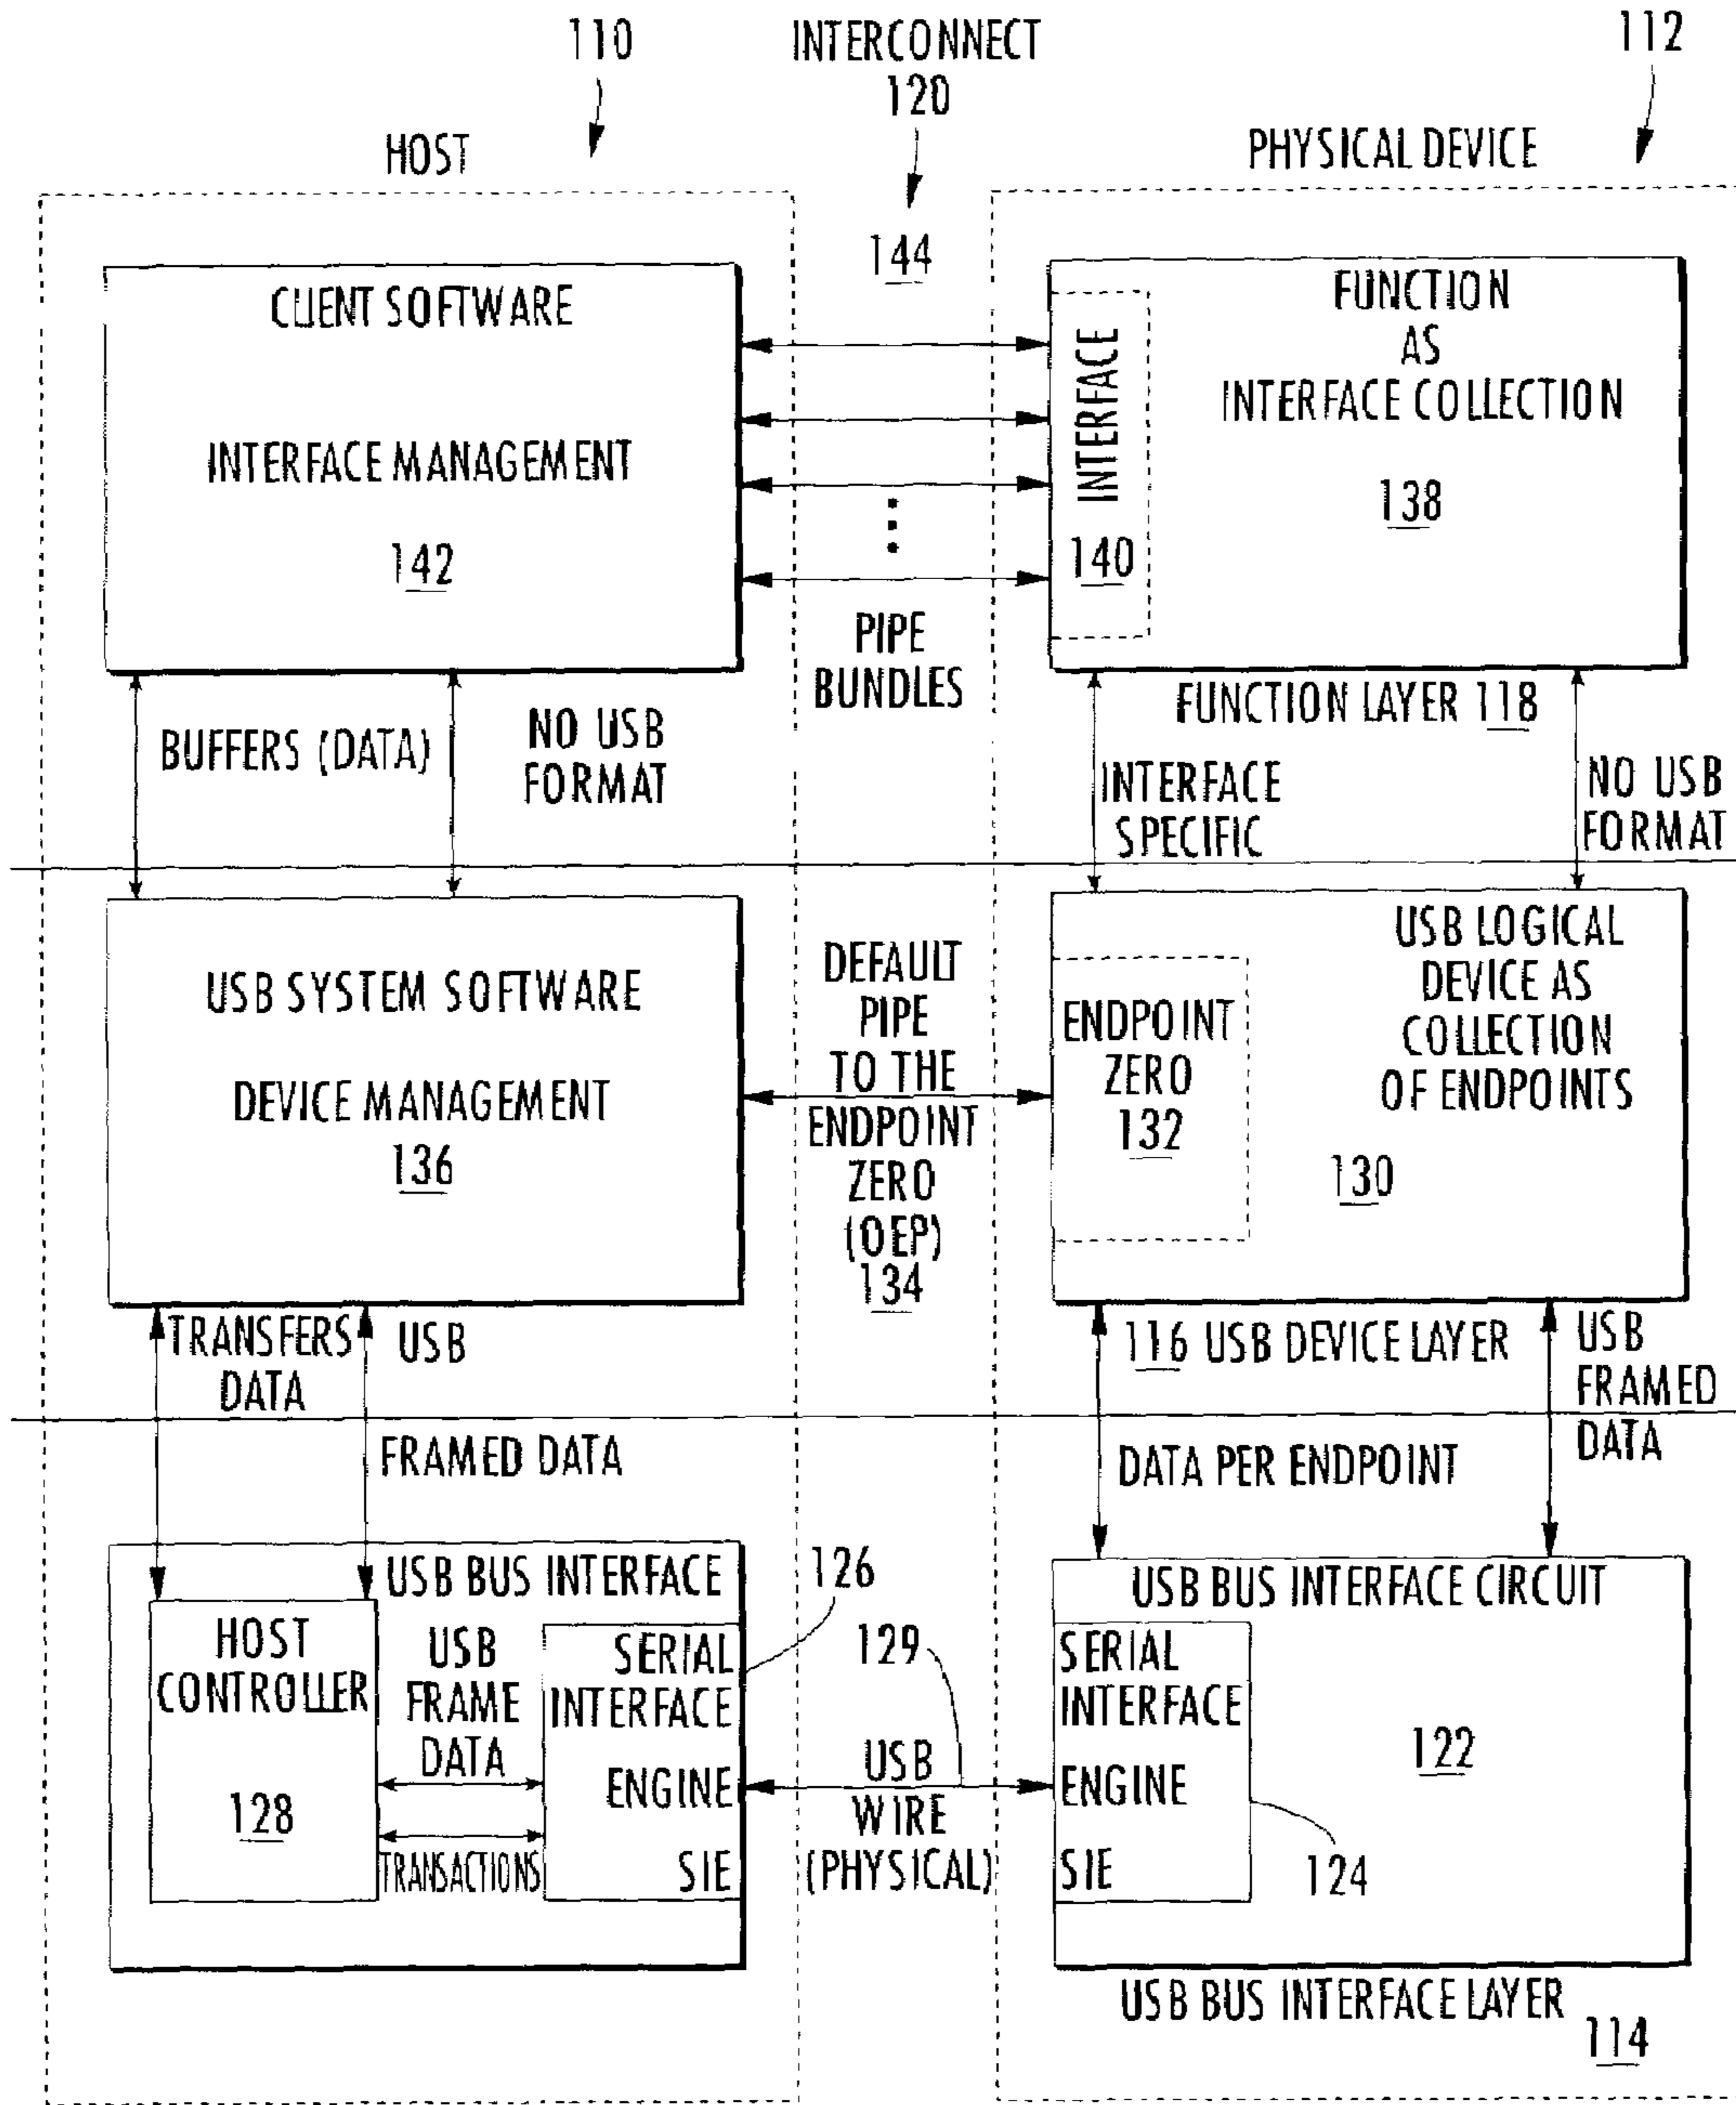 110
INTERCONNECT
120
112
HOST
PHYSICAL DEVICE
144
CLIENT SOFTWARE
INTERFACE MANAGEMENT
142
PIPE
BUNDLES
INTERFACE
140
FUNCTION
AS
INTERFACE COLLECTION
138
BUFFERS (DATA)
NO USB
FORMAT
FUNCTION LAYER 118
INTERFACE
SPECIFIC
NO USB
FORMAT
USB SYSTEM SOFTWARE
DEVICE MANAGEMENT
136
DEFAULT
PIPE
TO THE
ENDPOINT
ZERO
(OEP)
134
ENDPOINT
ZERO
132
USB LOGICAL
DEVICE AS
COLLECTION
OF ENDPOINTS
130
TRANSFERS
DATA
USB
FRAMED DATA
116 USB DEVICE LAYER
USB
FRAMED
DATA
DATA PER ENDPOINT
USB BUS INTERFACE
HOST
CONTROLLER
128
USB
FRAME
DATA
TRANSACTIONS
SERIAL
INTERFACE
ENGINE
SIE
126
129
USB
WIRE
(PHYSICAL)
USB BUS INTERFACE CIRCUIT
SERIAL
INTERFACE
ENGINE
SIE
122
124
USB BUS INTERFACE LAYER
114